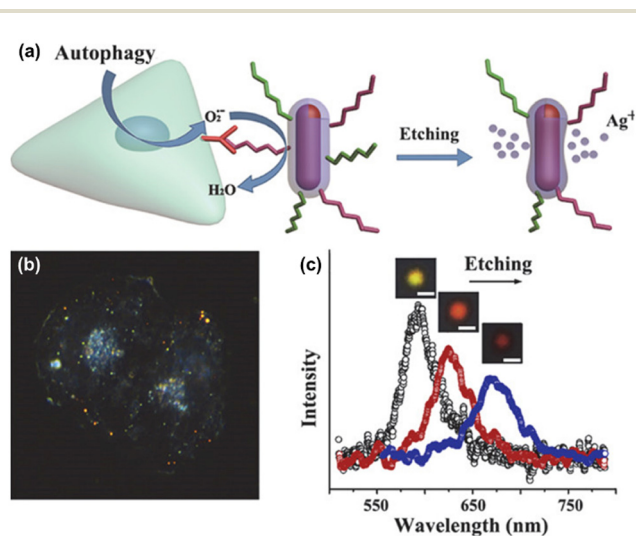 (a)
Autophagy
O₂•⁻
H₂O
Etching
Ag⁺
(b)
(c)
Etching
Intensity
550
650
750
Wavelength (nm)